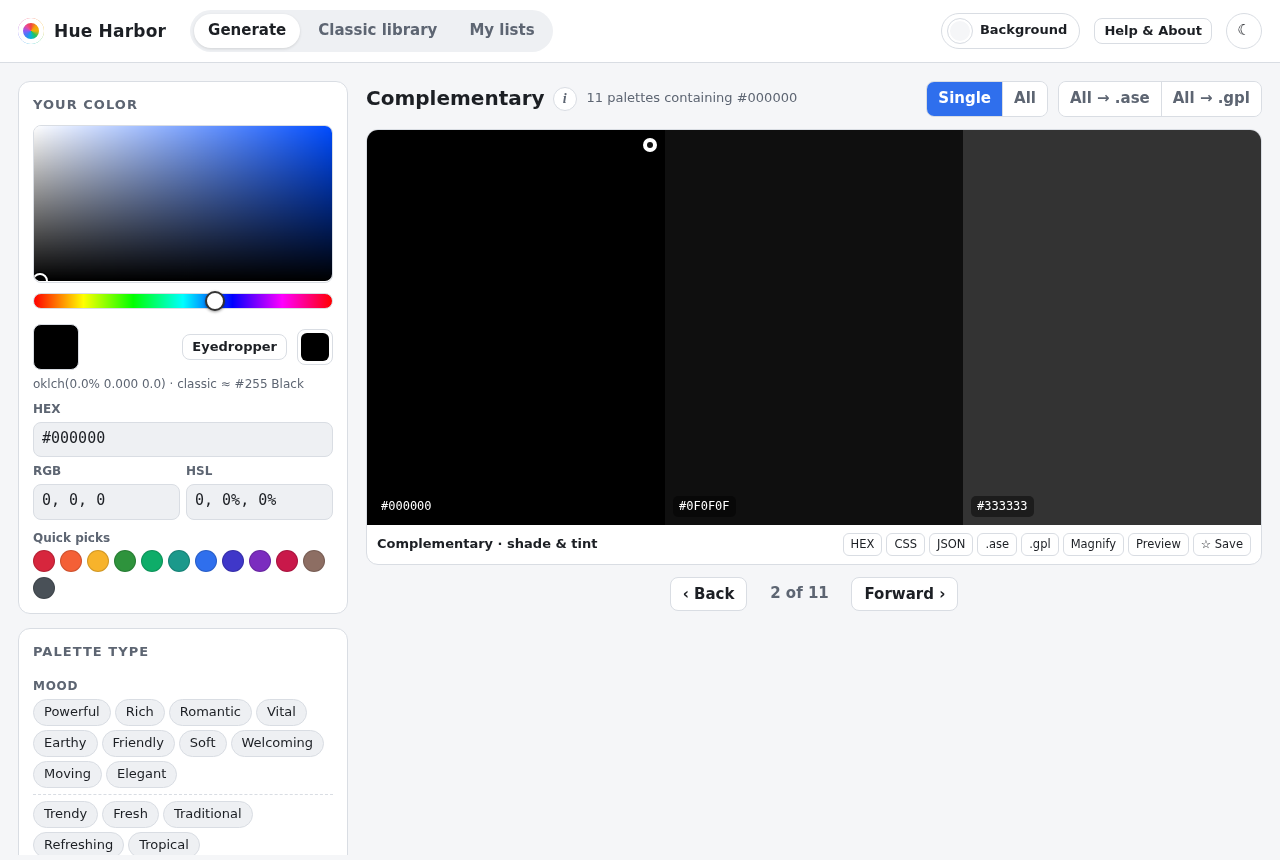 Hue Harbor
Generate
Classic library
My lists
Background
Help & About
☾
YOUR COLOR
Eyedropper
oklch(0.0% 0.000 0.0) · classic ≈ #255 Black
HEX
#000000
RGB
HSL
0, 0, 0
0, 0%, 0%
Quick picks
PALETTE TYPE
MOOD
Powerful
Rich
Romantic
Vital
Earthy
Friendly
Soft
Welcoming
Moving
Elegant
Trendy
Fresh
Traditional
Refreshing
Tropical
Complementary
i
11 palettes containing #000000
Single
All
All → .ase
All → .gpl
#000000
#0F0F0F
#333333
Complementary · shade & tint
HEX
CSS
JSON
.ase
.gpl
Magnify
Preview
☆ Save
‹ Back
2 of 11
Forward ›